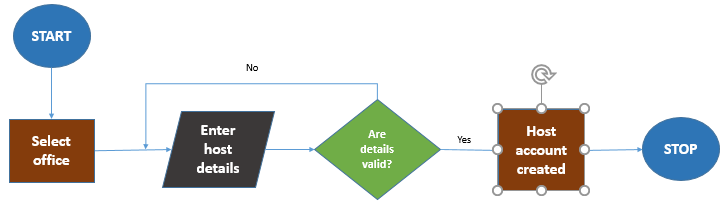 START
No
Select
office
Enter
host
details
Are
details
valid?
Yes
Host
account
created
STOP